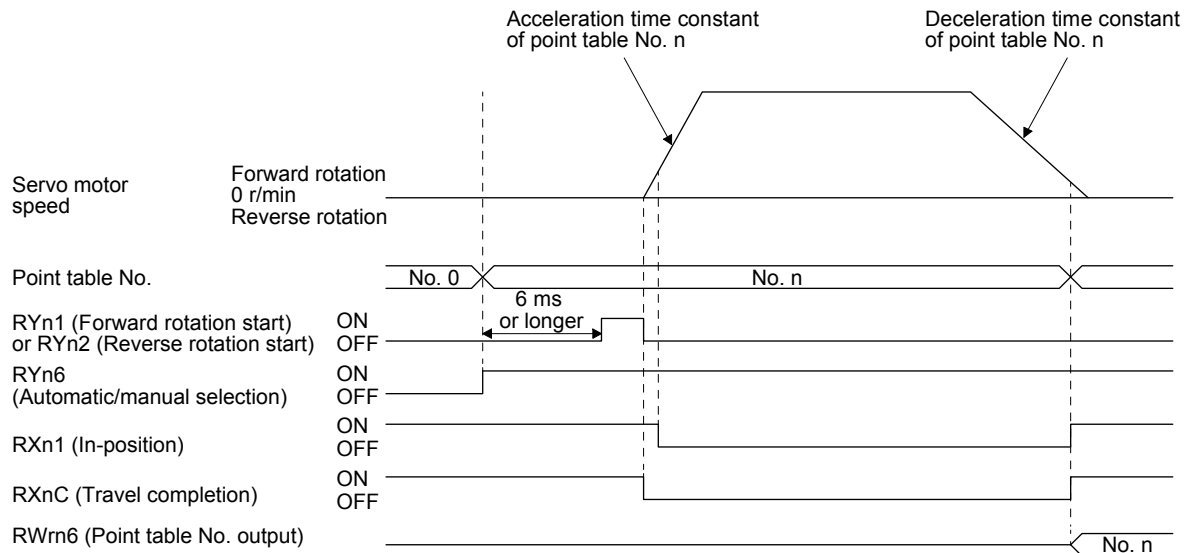 Acceleration time constant
of point table No. n
Deceleration time constant
of point table No. n
Servo motor
speed
Forward rotation
0 r/min
Reverse rotation
Point table No.
No. 0
No. n
6 ms
or longer
RYn1 (Forward rotation start)
or RYn2 (Reverse rotation start)
ON
OFF
RYn6
(Automatic/manual selection)
ON
OFF
RXn1 (In-position)
ON
OFF
RXnC (Travel completion)
ON
OFF
RWrn6 (Point table No. output)
No. n